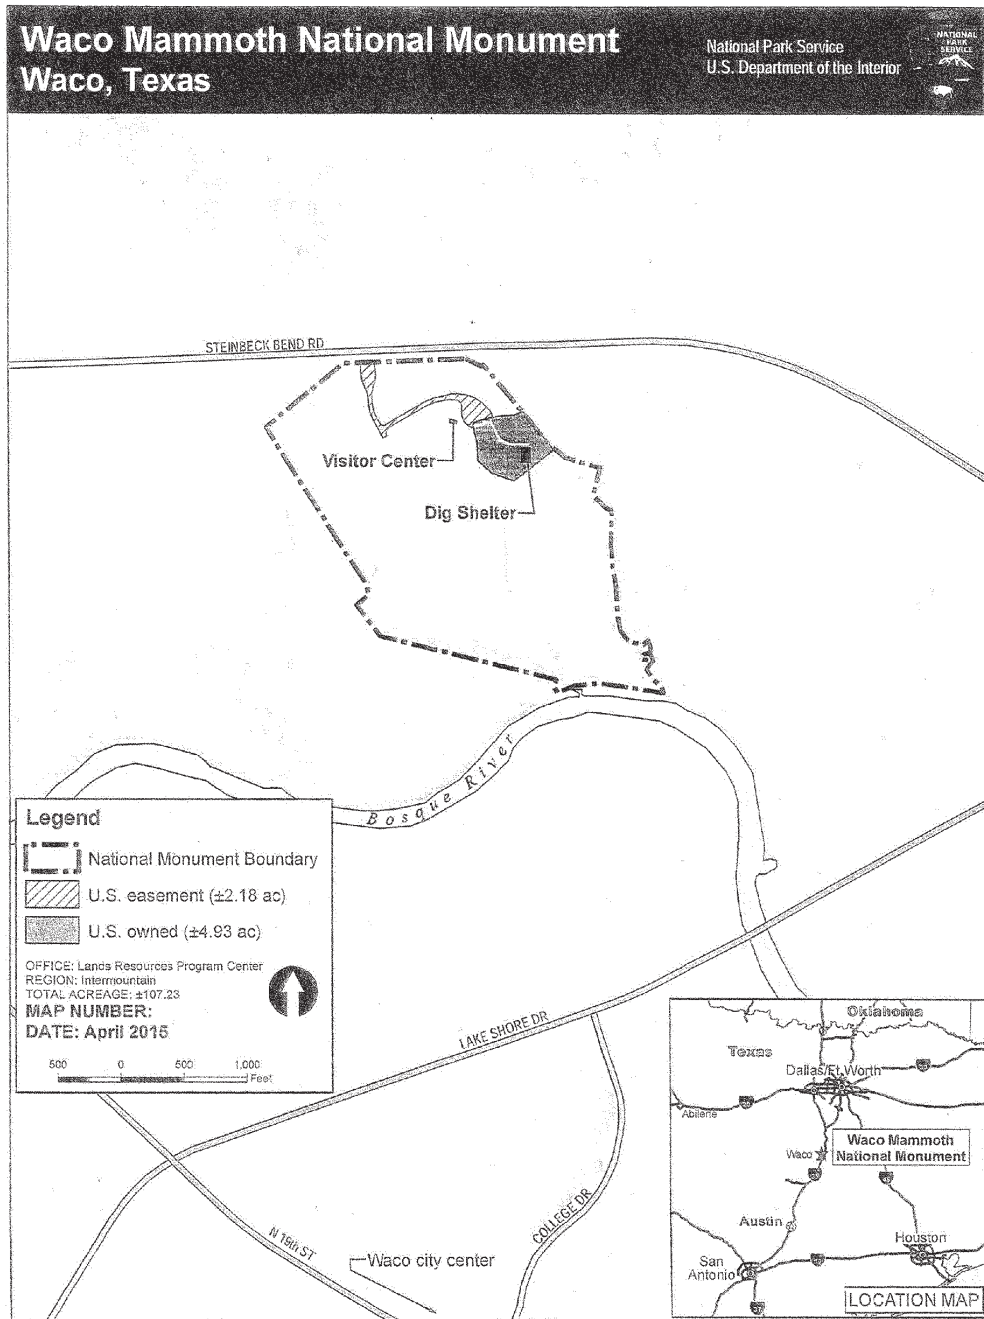 Waco Mammoth National Monument
Waco, Texas
National Park Service
U.S. Department of the Interior
NATIONAL
PARK
SERVICE
STEINBECK BEND RD
Visitor Center
Dig Shelter
Bosque River
Legend
National Monument Boundary
U.S. easement (±2.18 ac)
U.S. owned (±4.93 ac)
OFFICE: Lands Resources Program Center
REGION: Intermountain
TOTAL ACREAGE: ±107.23
MAP NUMBER:
DATE: April 2015
500 0 500 1,000
Feet
LAKE SHORE DR
COLLEGE DR
N 19th ST
Waco city center
Oklahoma
Texas
Dallas/Ft. Worth
Abilene
Waco
Waco Mammoth
National Monument
Austin
Houston
San
Antonio
LOCATION MAP